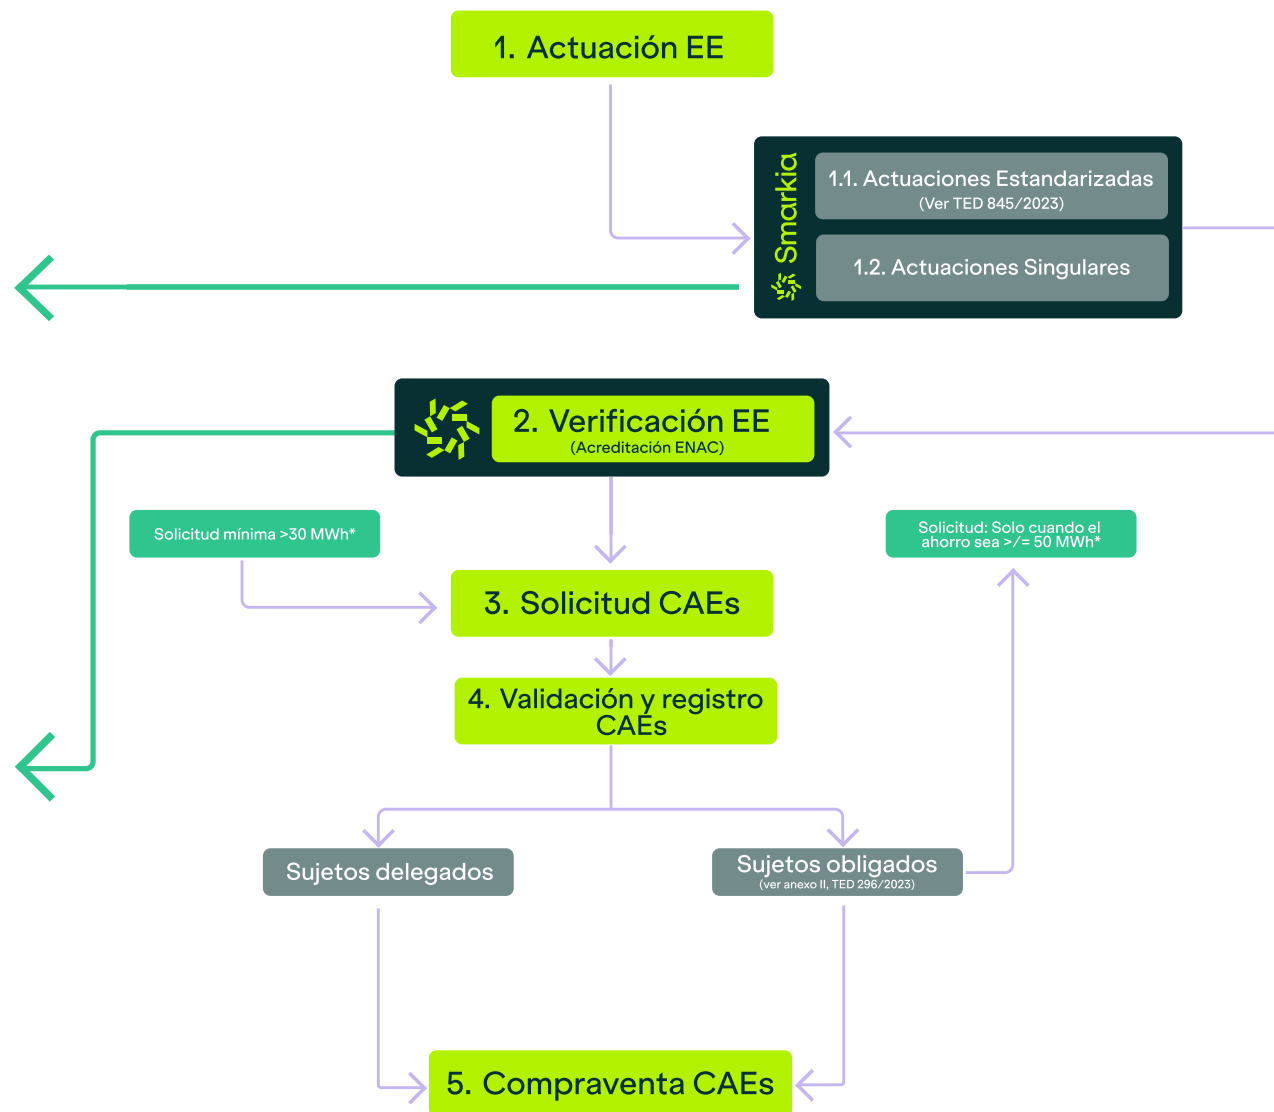 1. Actuación EE
Smarkia
1.1. Actuaciones Estandarizadas
(Ver TED 845/2023)
1.2. Actuaciones Singulares
2. Verificación EE
(Acreditación ENAC)
Solicitud mínima >30 MWh*
Solicitud: Solo cuando el
ahorro sea >/= 50 MWh*
3. Solicitud CAEs
4. Validación y registro
CAEs
Sujetos delegados
Sujetos obligados
(ver anexo II, TED 296/2023)
5. Compraventa CAEs